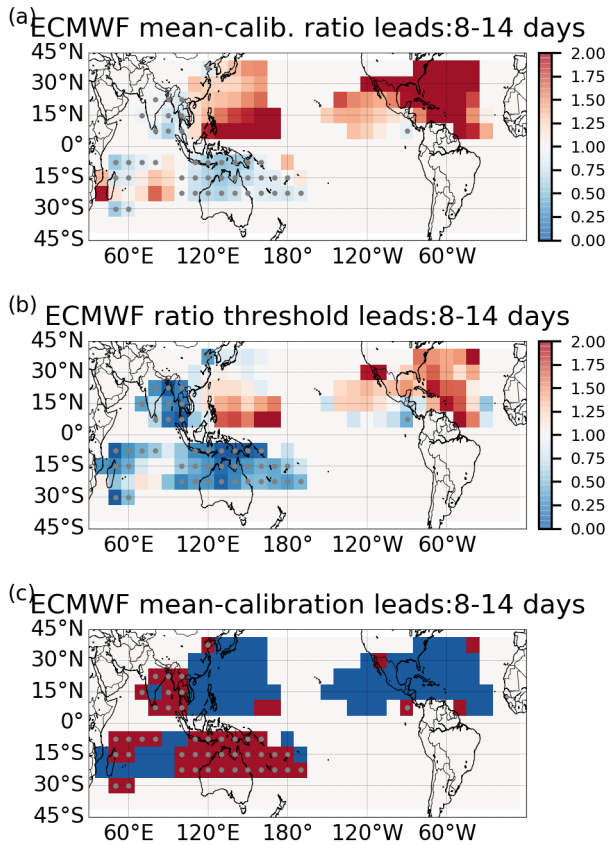 (a)
ECMWF mean-calib. ratio leads:8-14 days
45°N
30°N
15°N
0°
15°S
30°S
45°S
60°E 120°E 180° 120°W 60°W
2.00
1.75
1.50
1.25
1.00
0.75
0.50
0.25
0.00
(b)
ECMWF ratio threshold leads:8-14 days
45°N
30°N
15°N
0°
15°S
30°S
45°S
60°E 120°E 180° 120°W 60°W
2.00
1.75
1.50
1.25
1.00
0.75
0.50
0.25
0.00
(c)
ECMWF mean-calibration leads:8-14 days
45°N
30°N
15°N
0°
15°S
30°S
45°S
60°E 120°E 180° 120°W 60°W